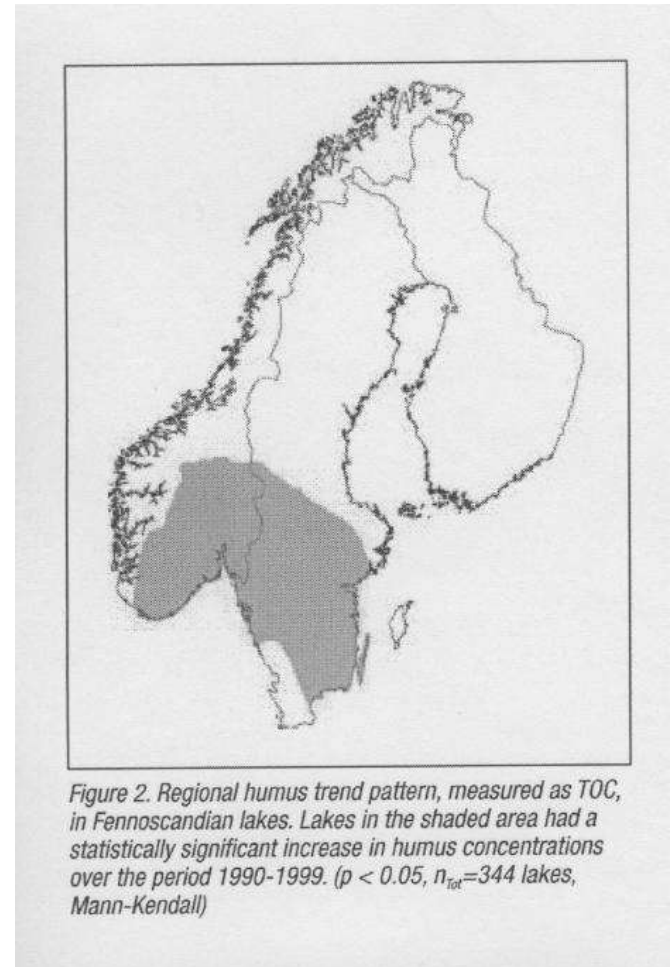 Figure 2. Regional humus trend pattern, measured as TOC,
in Fennoscandian lakes. Lakes in the shaded area had a
statistically significant increase in humus concentrations
over the period 1990-1999. (p < 0.05, nTot=344 lakes,
Mann-Kendall)